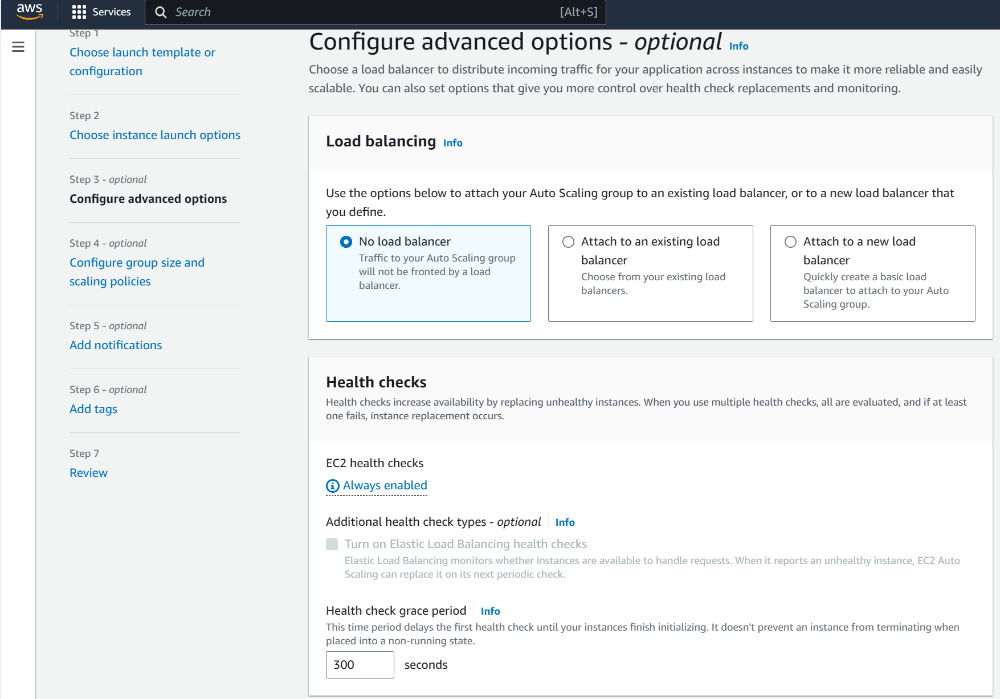 aws
Services
Search
[Alt+S]
Step 1
Choose launch template or
configuration
Step 2
Choose instance launch options
Step 3 - optional
Configure advanced options
Step 4 - optional
Configure group size and
scaling policies
Step 5 - optional
Add notifications
Step 6 - optional
Add tags
Step 7
Review
Configure advanced options - optional Info
Choose a load balancer to distribute incoming traffic for your application across instances to make it more reliable and easily
scalable. You can also set options that give you more control over health check replacements and monitoring.
Load balancing Info
Use the options below to attach your Auto Scaling group to an existing load balancer, or to a new load balancer that
you define.
No load balancer
Traffic to your Auto Scaling group
will not be fronted by a load
balancer.
Attach to an existing load
balancer
Choose from your existing load
balancers.
Attach to a new load
balancer
Quickly create a basic load
balancer to attach to your Auto
Scaling group.
Health checks
Health checks increase availability by replacing unhealthy instances. When you use multiple health checks, all are evaluated, and if at least
one fails, instance replacement occurs.
EC2 health checks
Always enabled
Additional health check types - optional Info
Turn on Elastic Load Balancing health checks
Elastic Load Balancing monitors whether instances are available to handle requests. When it reports an unhealthy instance, EC2 Auto
Scaling can replace it on its next periodic check.
Health check grace period Info
This time period delays the first health check until your instances finish initializing. It doesn't prevent an instance from terminating when
placed into a non-running state.
300 seconds